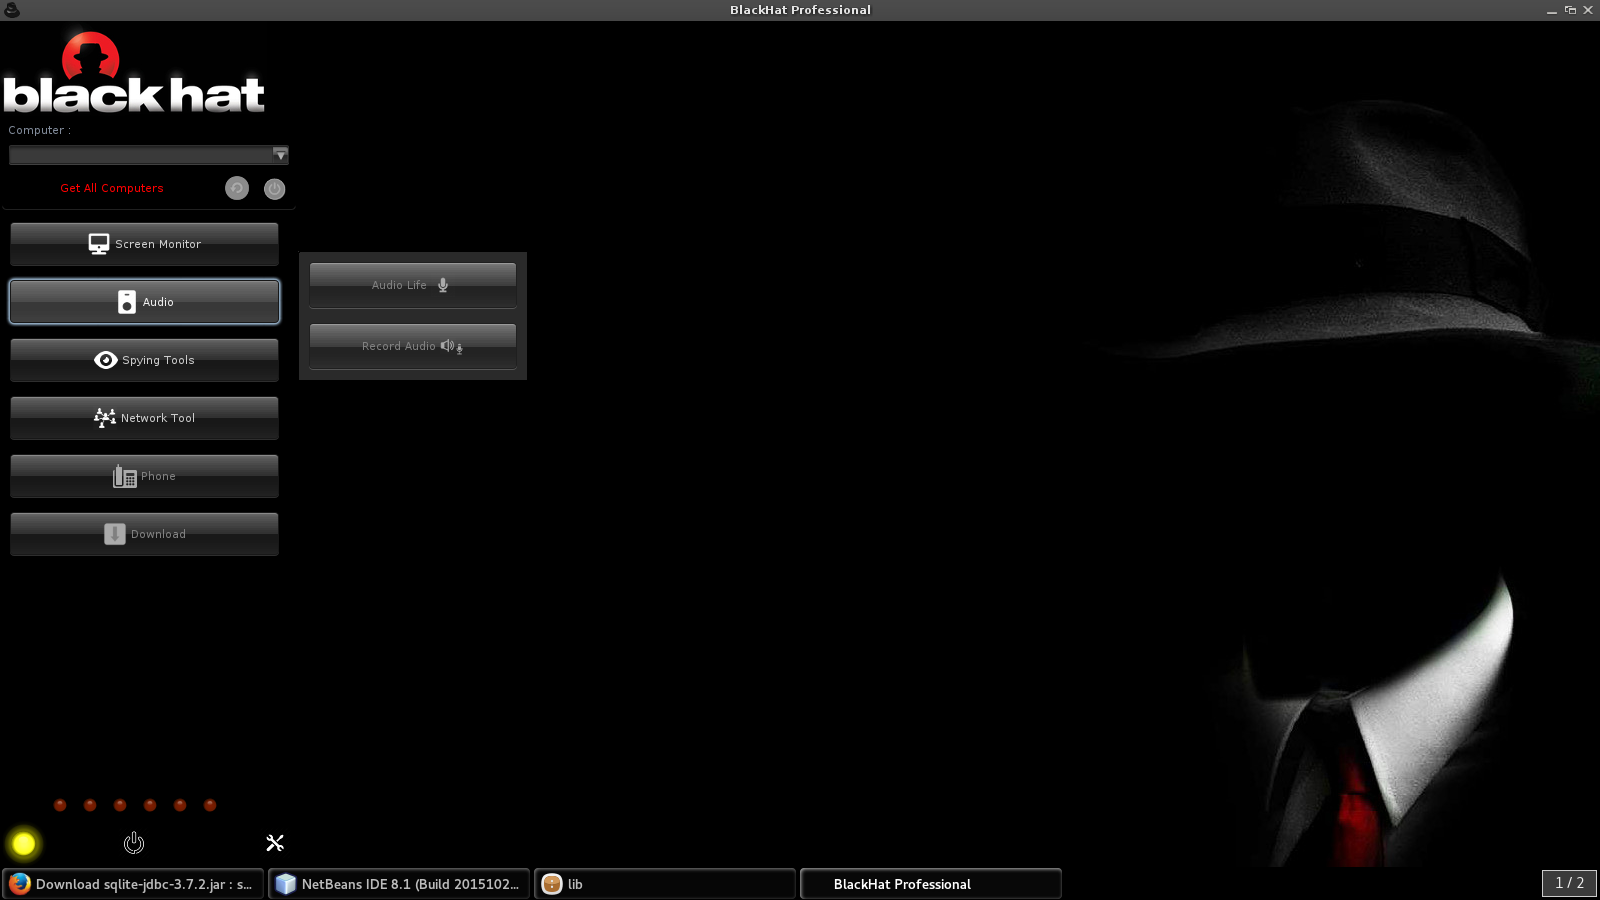 BlackHat Professional
black hat
Computer :
Get All Computers
Screen Monitor
Audio
Audio Life
Record Audio
Spying Tools
Network Tool
Phone
Download
Download sqlite-jdbc-3.7.2.jar : s...
NetBeans IDE 8.1 (Build 2015102...
lib
BlackHat Professional
1 / 2